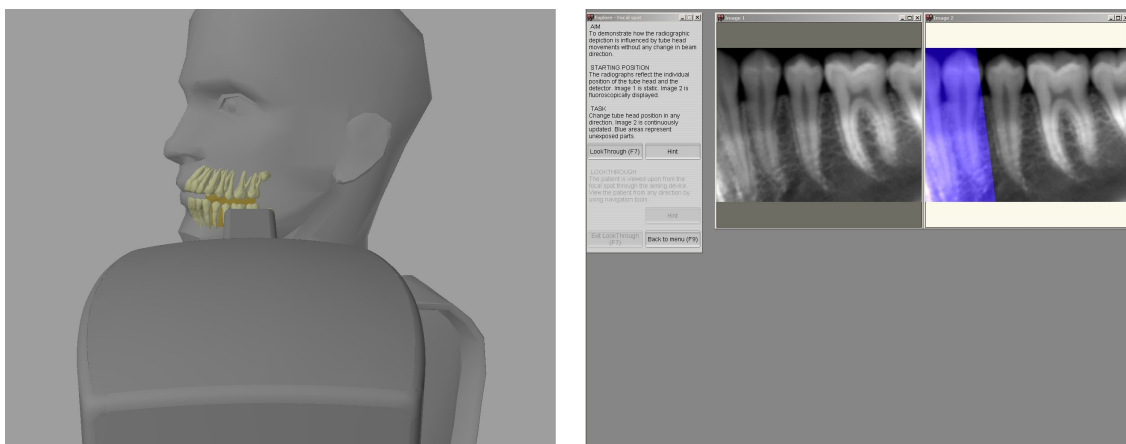 Explore - Focal spot
AIM
To demonstrate how the radiographic
depiction is influenced by tube head
movements without any change in beam
direction.
STARTING POSITION
The radiographs reflect the individual
position of the tube head and the
detector. Image 1 is static. Image 2 is
fluoroscopically displayed.
TASK
Change tube head position in any
direction. Image 2 is continuously
updated. Blue areas represent
unexposed parts.
LookThrough (F7) Hint
LOOKTHROUGH
The patient is viewed upon from the
focal spot through the aiming device.
View the patient from any direction by
using navigation tools.
Hint
Exit LookThrough
(F7)
Back to menu (F9)
Image 1
Image 2